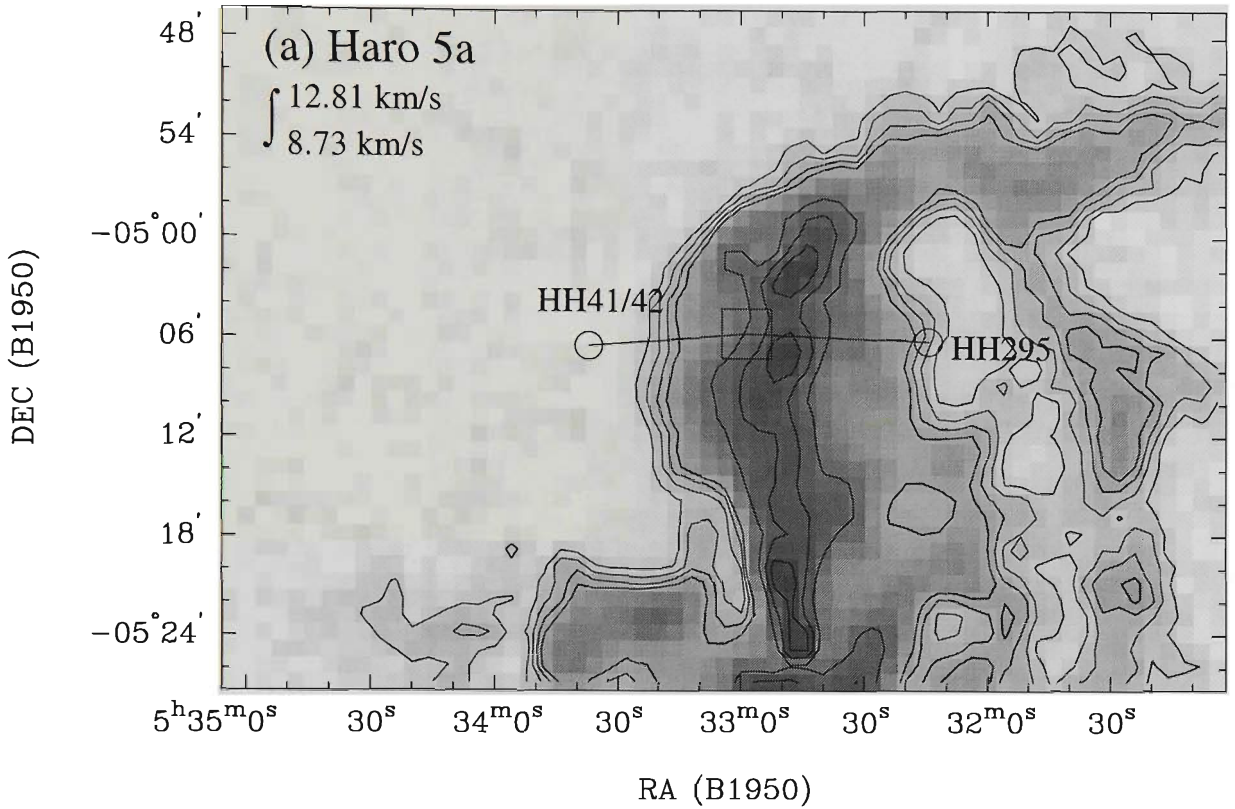 (a) Haro 5a
∫ 12.81 km/s
8.73 km/s
48′
54′
−05°00′
06′
12′
18′
−05°24′
DEC (B1950)
HH41/42
HH295
5ʰ35ᵐ0ˢ 30ˢ 34ᵐ0ˢ 30ˢ 33ᵐ0ˢ 30ˢ 32ᵐ0ˢ 30ˢ
RA (B1950)